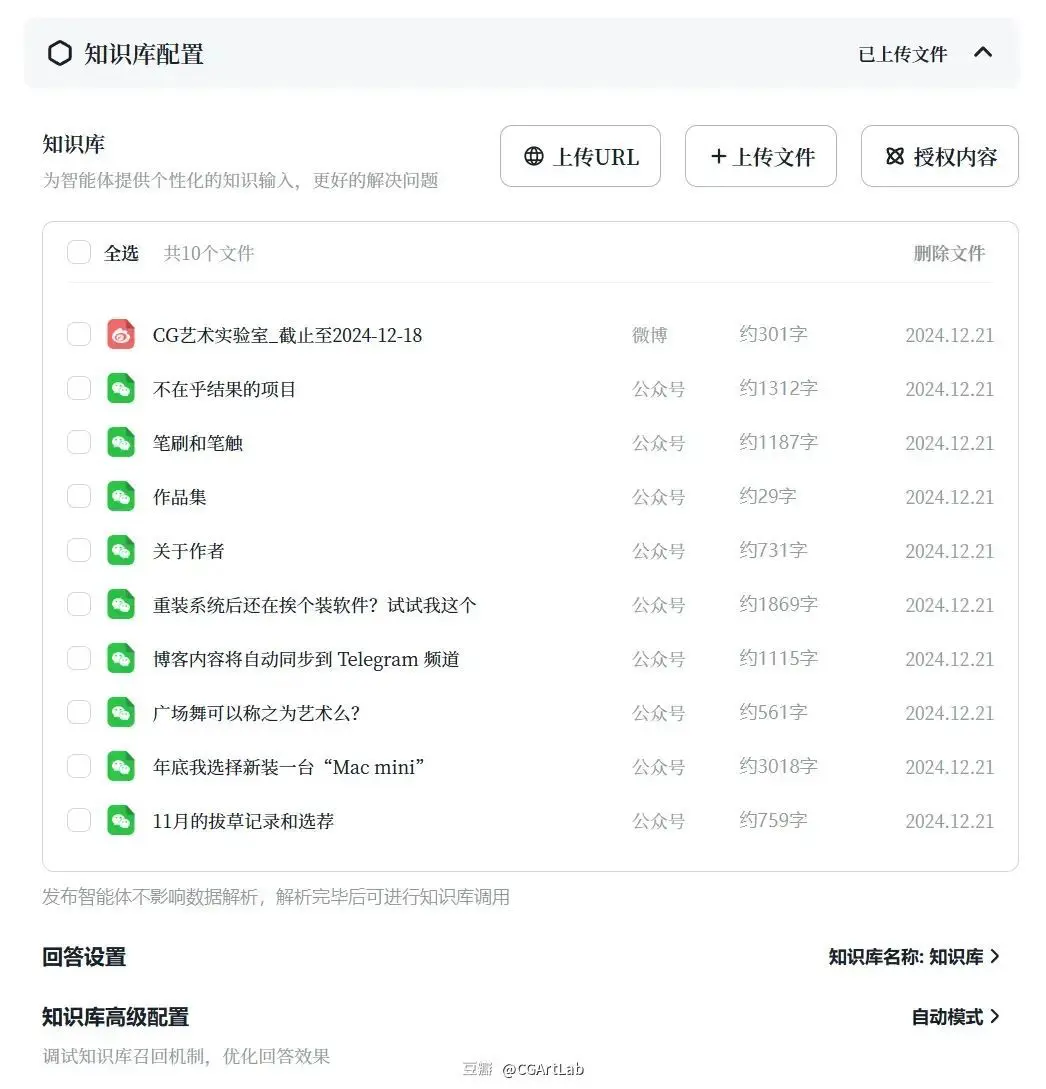 知识库配置 已上传文件
知识库
为智能体提供个性化的知识输入，更好的解决问题
上传URL +上传文件 授权内容
全选 共10个文件 删除文件
CG艺术实验室_截止至2024-12-18 微博 约301字 2024.12.21
不在乎结果的项目 公众号 约1312字 2024.12.21
笔刷和笔触 公众号 约1187字 2024.12.21
作品集 公众号 约29字 2024.12.21
关于作者 公众号 约731字 2024.12.21
重装系统后还在挨个装软件？试试我这个 公众号 约1869字 2024.12.21
博客内容将自动同步到 Telegram 频道 公众号 约1115字 2024.12.21
广场舞可以称之为艺术么？ 公众号 约561字 2024.12.21
年底我选择新装一台“Mac mini” 公众号 约3018字 2024.12.21
11月的拔草记录和选荐 公众号 约759字 2024.12.21
发布智能体不影响数据解析，解析完毕后可进行知识库调用
回答设置 知识库名称: 知识库
知识库高级配置 自动模式
调试知识库召回机制，优化回答效果
豆瓣 @CGArtLab